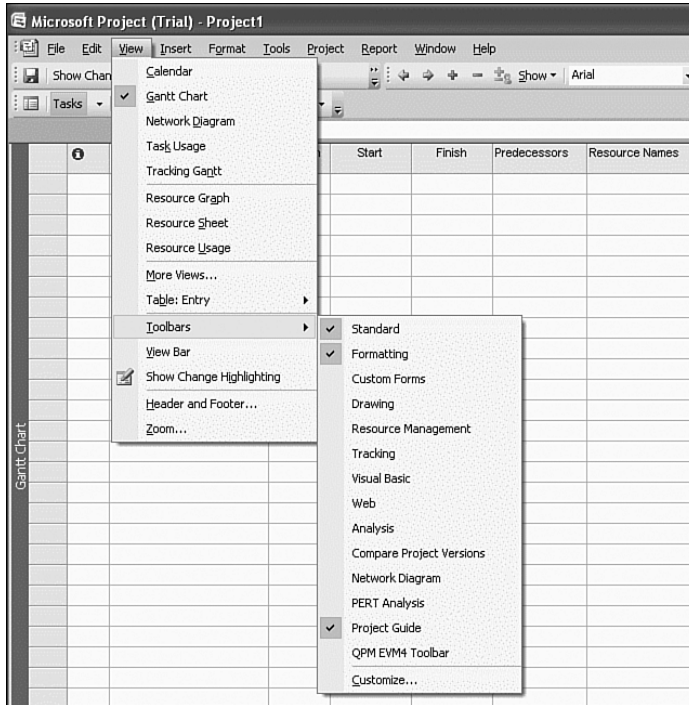 Microsoft Project (Trial) - Project1
File Edit View Insert Format Tools Project Report Window Help
Show Chan Show Arial
Tasks
Calendar
Gantt Chart
Network Diagram
Task Usage
Tracking Gantt
Resource Graph
Resource Sheet
Resource Usage
More Views...
Table: Entry
Toolbars
View Bar
Show Change Highlighting
Header and Footer...
Zoom...
Start Finish Predecessors Resource Names
Standard
Formatting
Custom Forms
Drawing
Resource Management
Tracking
Visual Basic
Web
Analysis
Compare Project Versions
Network Diagram
PERT Analysis
Project Guide
QPM EVM4 Toolbar
Customize...
Gantt Chart